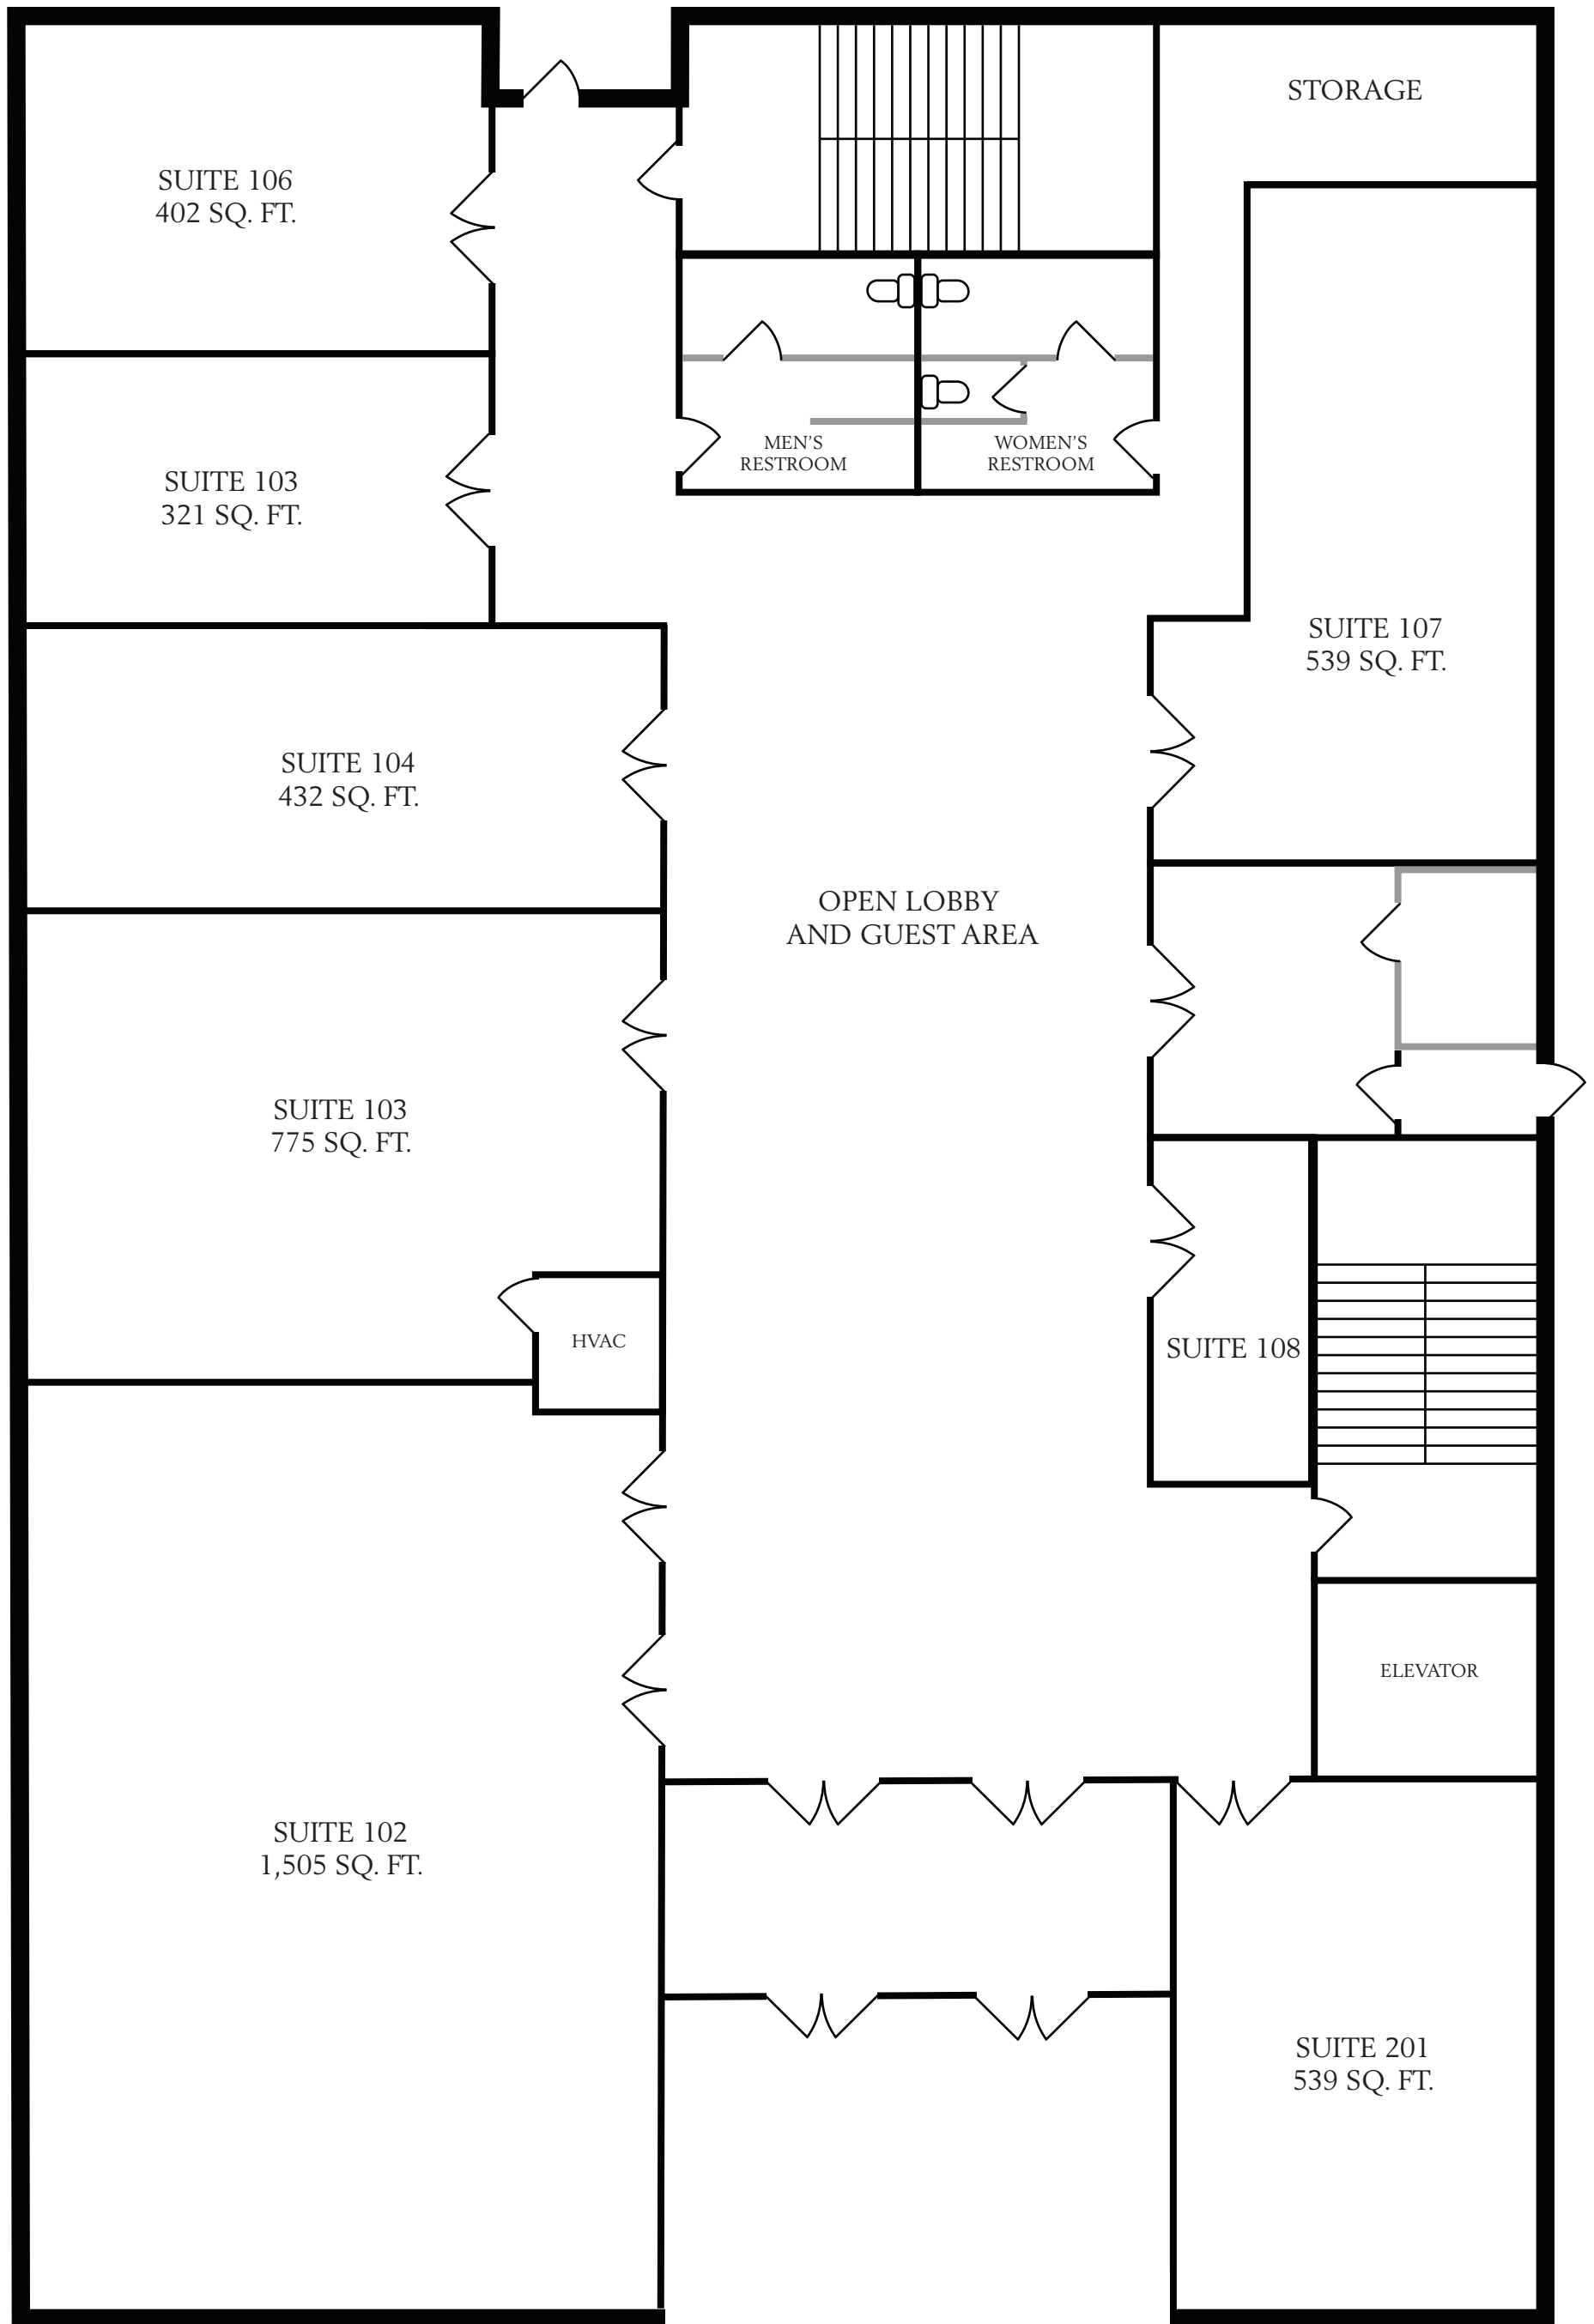 STORAGE
SUITE 106
402 SQ. FT.
MEN'S
RESTROOM
WOMEN'S
RESTROOM
SUITE 103
321 SQ. FT.
SUITE 107
539 SQ. FT.
SUITE 104
432 SQ. FT.
OPEN LOBBY
AND GUEST AREA
SUITE 103
775 SQ. FT.
HVAC
SUITE 108
ELEVATOR
SUITE 102
1,505 SQ. FT.
SUITE 201
539 SQ. FT.